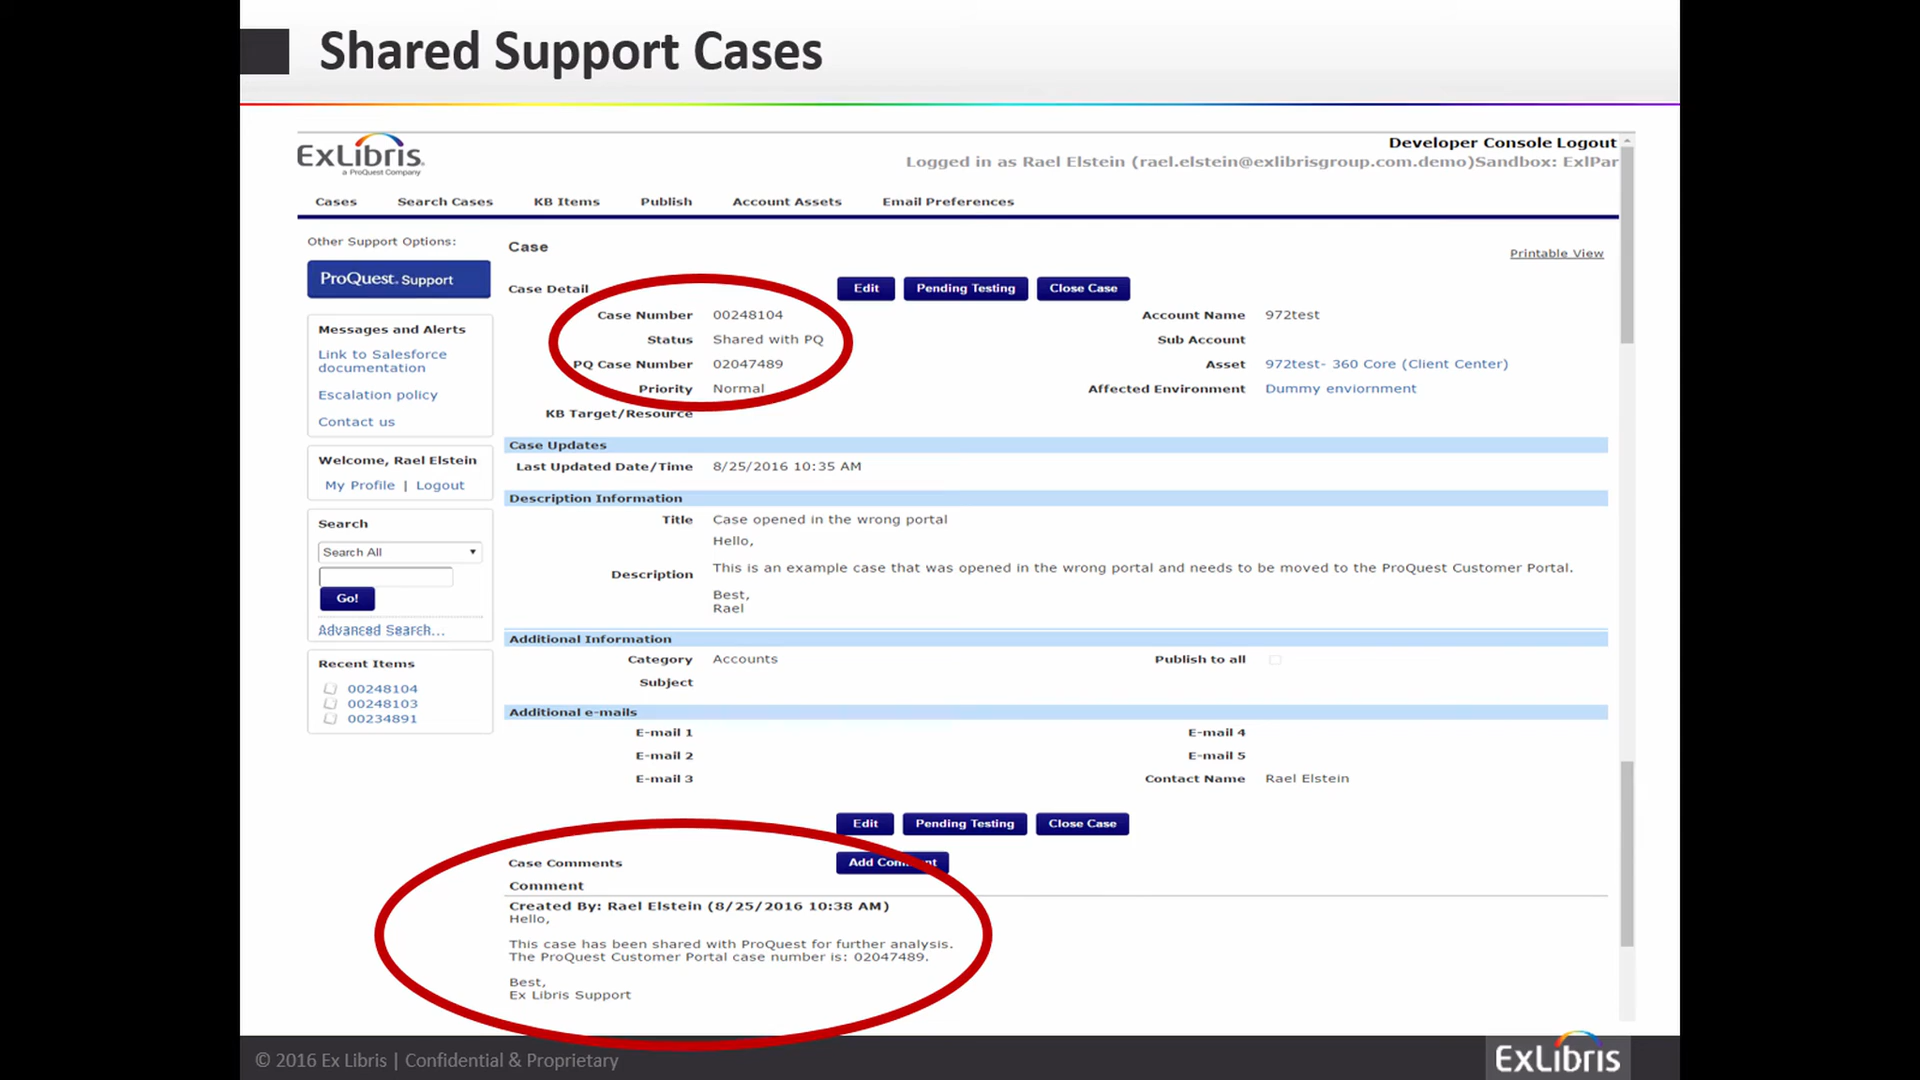 Shared Support Cases
ExLibris.
a ProQuest Company
Developer Console Logout
Logged in as Rael Elstein (rael.elstein@exlibrisgroup.com.demo)Sandbox: ExlPar
Cases Search Cases KB Items Publish Account Assets Email Preferences
Other Support Options:
ProQuest. Support
Messages and Alerts
Link to Salesforce
documentation
Escalation policy
Contact us
Welcome, Rael Elstein
My Profile | Logout
Search
Search All
Go!
Advanced Search...
Recent Items
00248104
00248103
00234891
Case
Printable View
Case Detail Edit Pending Testing Close Case
Case Number 00248104 Account Name 972test
Status Shared with PQ Sub Account
PQ Case Number 02047489 Asset 972test- 360 Core (Client Center)
Priority Normal Affected Environment Dummy enviornment
KB Target/Resource
Case Updates
Last Updated Date/Time 8/25/2016 10:35 AM
Description Information
Title Case opened in the wrong portal
Hello,
Description This is an example case that was opened in the wrong portal and needs to be moved to the ProQuest Customer Portal.
Best,
Rael
Additional Information
Category Accounts Publish to all
Subject
Additional e-mails
E-mail 1 E-mail 4
E-mail 2 E-mail 5
E-mail 3 Contact Name Rael Elstein
Edit Pending Testing Close Case
Case Comments Add Comment
Comment
Created By: Rael Elstein (8/25/2016 10:38 AM)
Hello,
This case has been shared with ProQuest for further analysis.
The ProQuest Customer Portal case number is: 02047489.
Best,
Ex Libris Support
© 2016 Ex Libris | Confidential & Proprietary
ExLibris